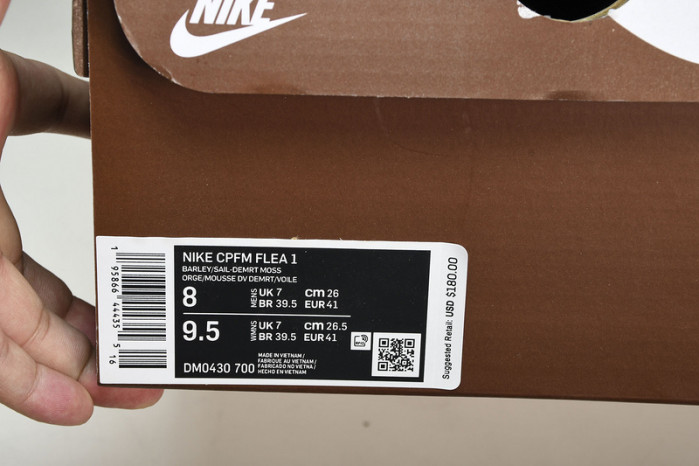 NIKE
NIKE CPFM FLEA 1
BARLEY/SAIL-DEMRT MOSS
ORGE/MOUSSE DV DEMRT/VOILE
8 MENS UK 7 cm 26
BR 39.5 EUR 41
9.5 WMNS UK 7 cm 26.5
BR 39.5 EUR 41
MADE IN VIETNAM /
FABRIQUE AU VIETNAM /
FABRICADO NO VIETNÃ /
HECHO EN VIETNAM
DM0430 700
1 95866 44435 5 16
Suggested Retail: USD $180.00